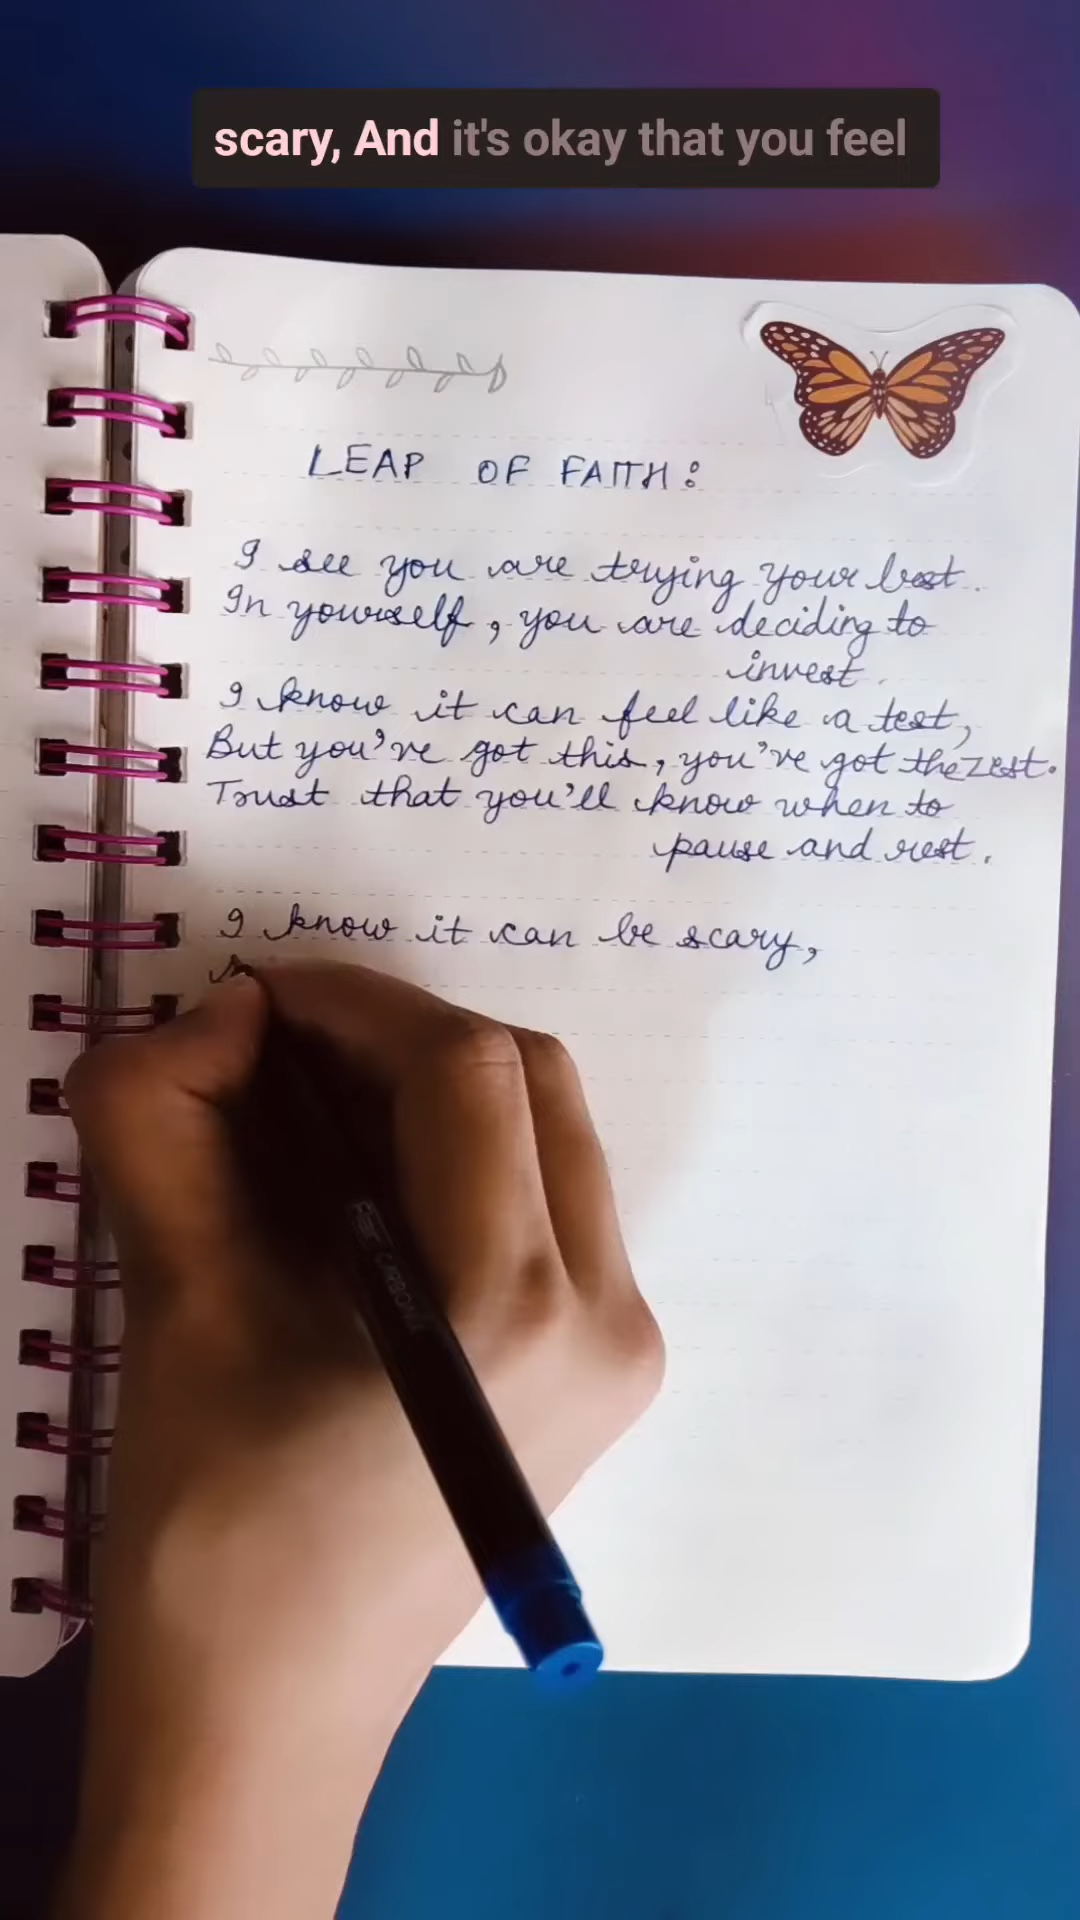 scary, And it's okay that you feel
LEAP OF FAITH:
I see you are trying your best.
In yourself, you are deciding to
invest.
I know it can feel like a test,
But you've got this, you've got the zest.
Trust that you'll know when to
pause and rest.
I know it can be scary,